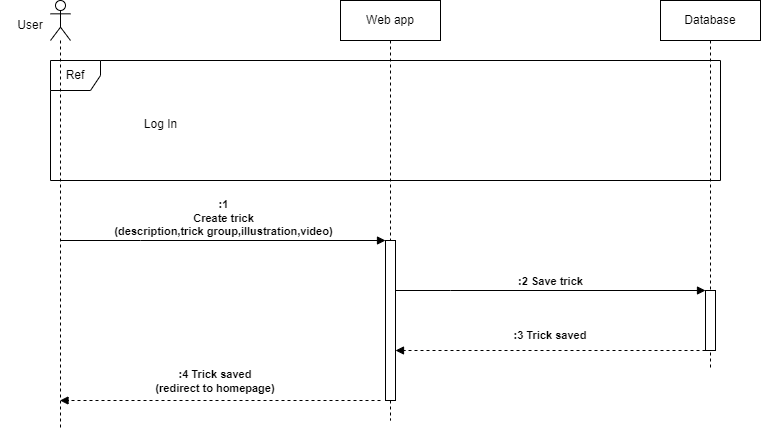 User
Web app
Database
Ref
Log In
:1
Create trick
(description,trick group,illustration,video)
:2 Save trick
:3 Trick saved
:4 Trick saved
(redirect to homepage)